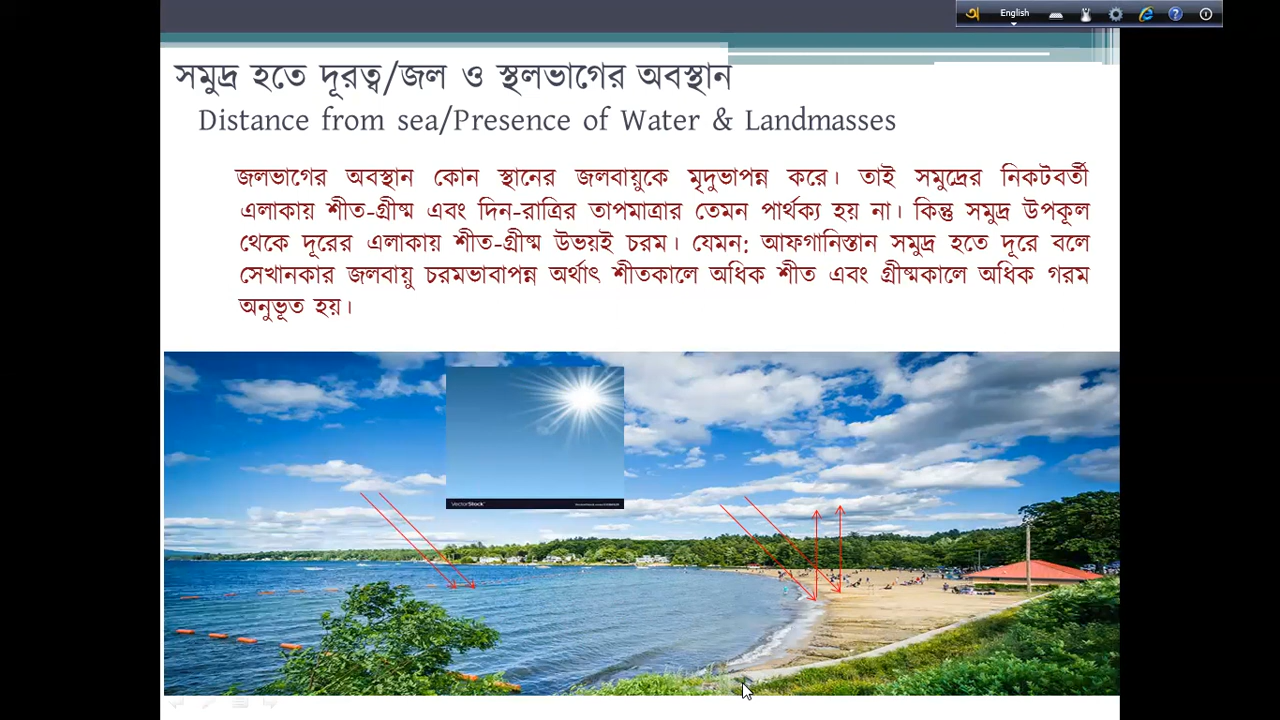 English
সমুদ্র হতে দূরত্ব/জল ও স্থলভাগের অবস্থান
Distance from sea/Presence of Water & Landmasses
জলভাগের অবস্থান কোন স্থানের জলবায়ুকে মৃদুভাপন্ন করে। তাই সমুদ্রের নিকটবর্তী
এলাকায় শীত-গ্রীষ্ম এবং দিন-রাত্রির তাপমাত্রার তেমন পার্থক্য হয় না। কিন্তু সমুদ্র উপকূল
থেকে দূরের এলাকায় শীত-গ্রীষ্ম উভয়ই চরম। যেমন: আফগানিস্তান সমুদ্র হতে দূরে বলে
সেখানকার জলবায়ু চরমভাবাপন্ন অর্থাৎ শীতকালে অধিক শীত এবং গ্রীষ্মকালে অধিক গরম
অনুভূত হয়।
VectorStock